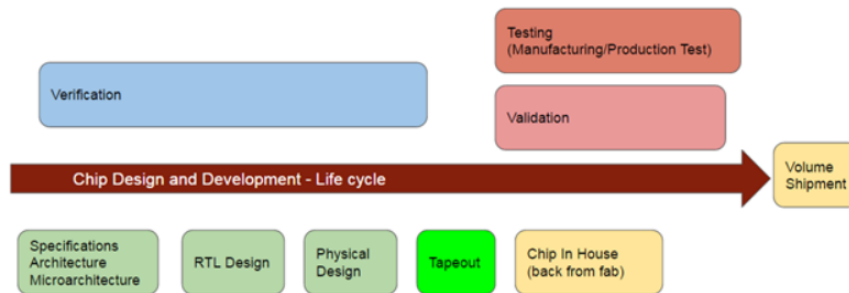 Testing
(Manufacturing/Production Test)
Verification
Validation
Chip Design and Development - Life cycle
Volume
Shipment
Specifications
Architecture
Microarchitecture
RTL Design
Physical
Design
Tapeout
Chip In House
(back from fab)